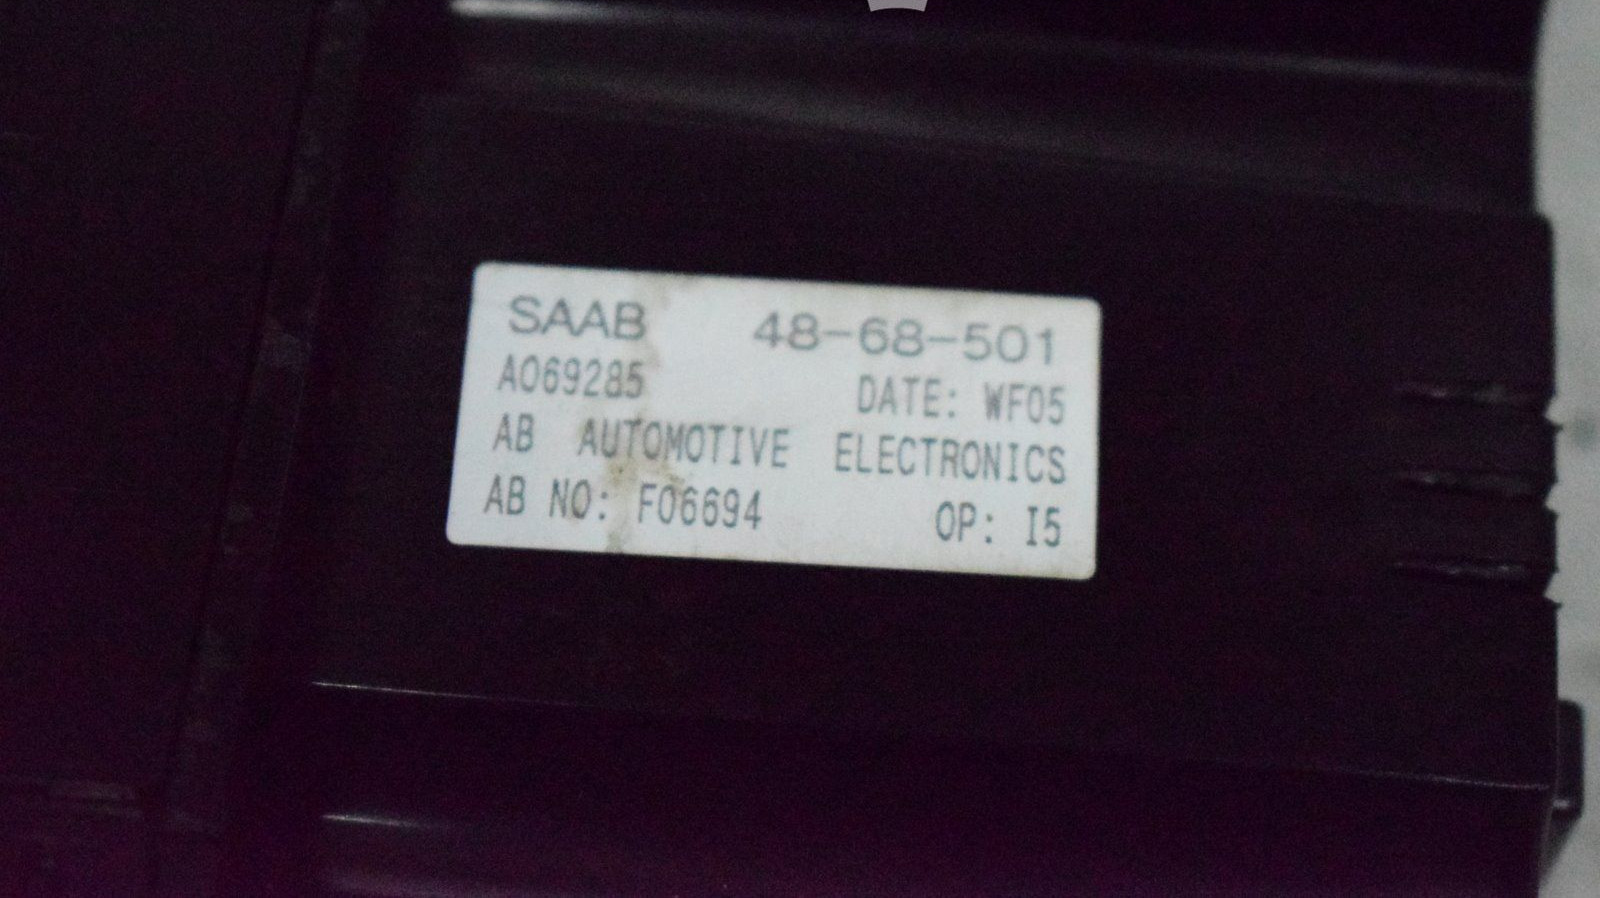 SAAB 48-68-501
A069285 DATE: WF05
AB AUTOMOTIVE ELECTRONICS
AB NO: F06694 OP: I5